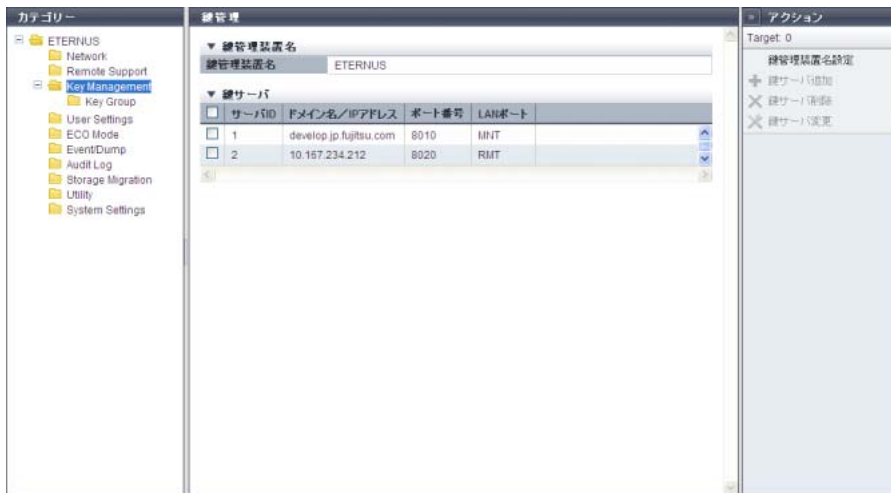 カテゴリー
ETERNUS
Network
Remote Support
Key Management
Key Group
User Settings
ECO Mode
Event/Dump
Audit Log
Storage Migration
Utility
System Settings
鍵管理
▼ 鍵管理装置名
鍵管理装置名 ETERNUS
▼ 鍵サーバ
サーバID ドメイン名/IPアドレス ポート番号 LANポート
1 develop.jp.fujitsu.com 8010 MNT
2 10.167.234.212 8020 RMT
» アクション
Target: 0
鍵管理装置名設定
鍵サーバ追加
鍵サーバ削除
鍵サーバ変更